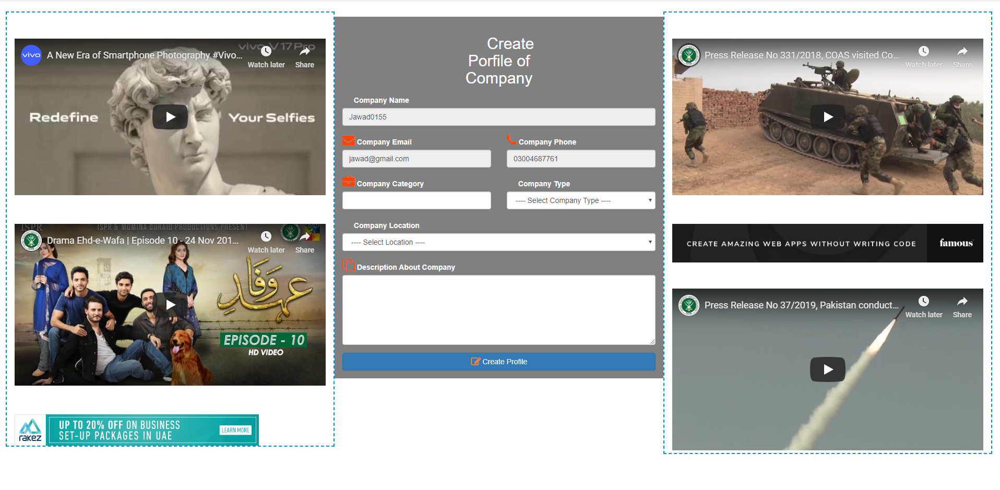 vivo V17Pro
vivo
A New Era of Smartphone Photography #Vivo...
Watch later
Share
Redefine
Your Selfies
ISPR
ISPR & MOMINA DURAID PRODUCTIONS PRESENT
Drama Ehd-e-Wafa | Episode 10 - 24 Nov 201...
Watch later
Share
عہدِ وفا
EPISODE - 10
HD VIDEO
rakez
UP TO 20% OFF ON BUSINESS
SET-UP PACKAGES IN UAE
LEARN MORE
Create
Porfile of
Company
Company Name
Jawad0155
Company Email
Company Phone
jawad@gmail.com
03004687761
Company Category
Company Type
---- Select Company Type ----
Company Location
---- Select Location ----
Description About Company
Create Profile
Press Release No 331/2018, COAS visited Co...
Watch later
Share
CREATE AMAZING WEB APPS WITHOUT WRITING CODE
famous
Press Release No 37/2019, Pakistan conduct...
Watch later
Share